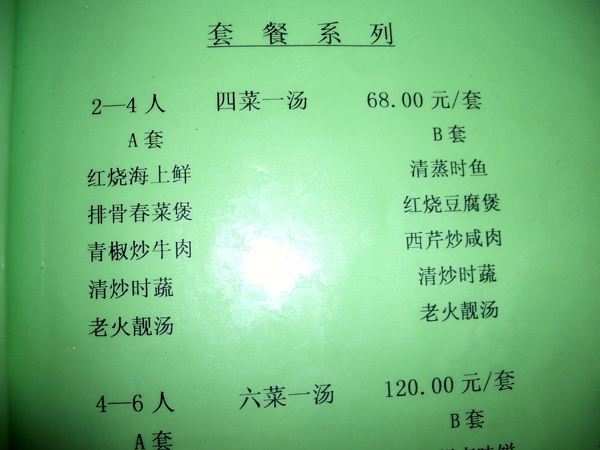 套餐系列
2—4人 四菜一汤 68.00元/套
A套 B套
红烧海上鲜 清蒸时鱼
排骨春菜煲 红烧豆腐煲
青椒炒牛肉 西芹炒咸肉
清炒时蔬 清炒时蔬
老火靓汤 老火靓汤
4—6人 六菜一汤 120.00元/套
A套 B套